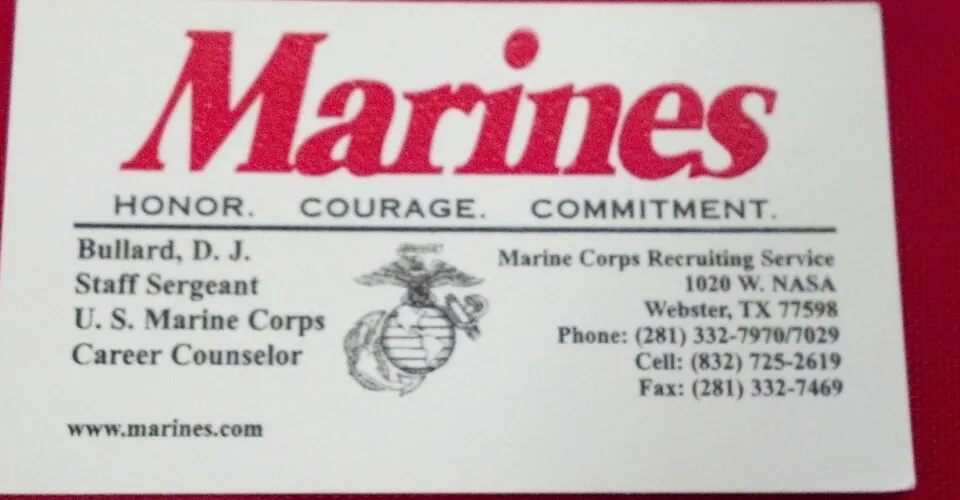 Marines
HONOR. COURAGE. COMMITMENT.
Bullard, D. J.
Staff Sergeant
U. S. Marine Corps
Career Counselor
www.marines.com
Marine Corps Recruiting Service
1020 W. NASA
Webster, TX 77598
Phone: (281) 332-7970/7029
Cell: (832) 725-2619
Fax: (281) 332-7469